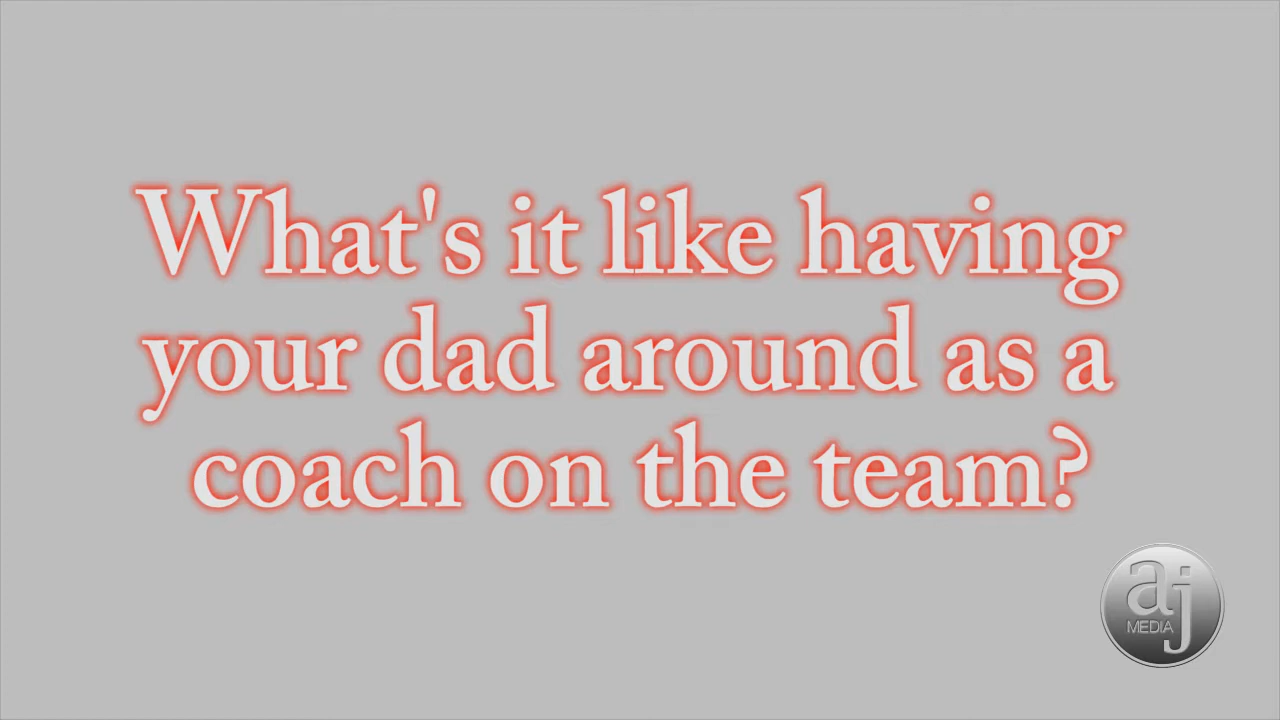 What's it like having
your dad around as a
coach on the team?
aj
MEDIA